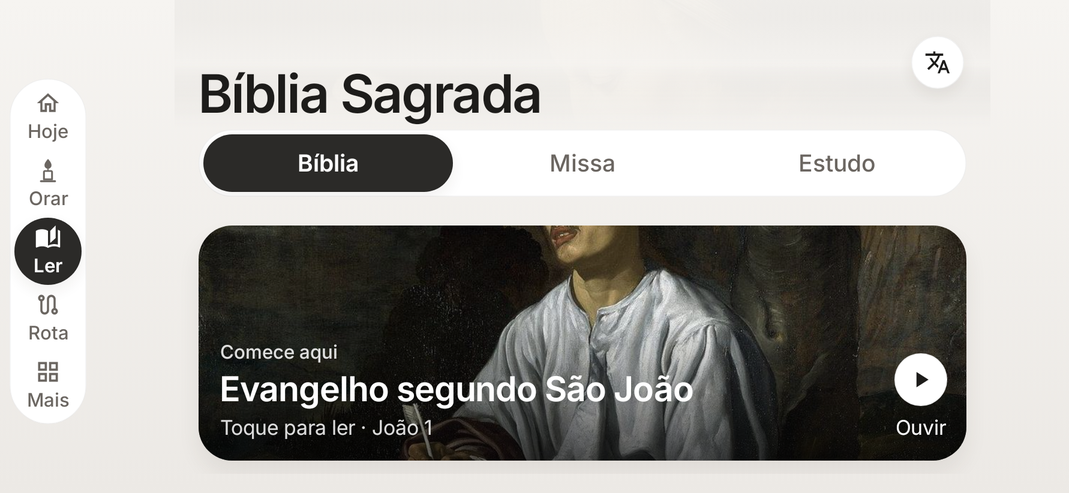 Bíblia Sagrada
Hoje
Orar
Ler
Rota
Mais
Bíblia
Missa
Estudo
Comece aqui
Evangelho segundo São João
Toque para ler · João 1
Ouvir